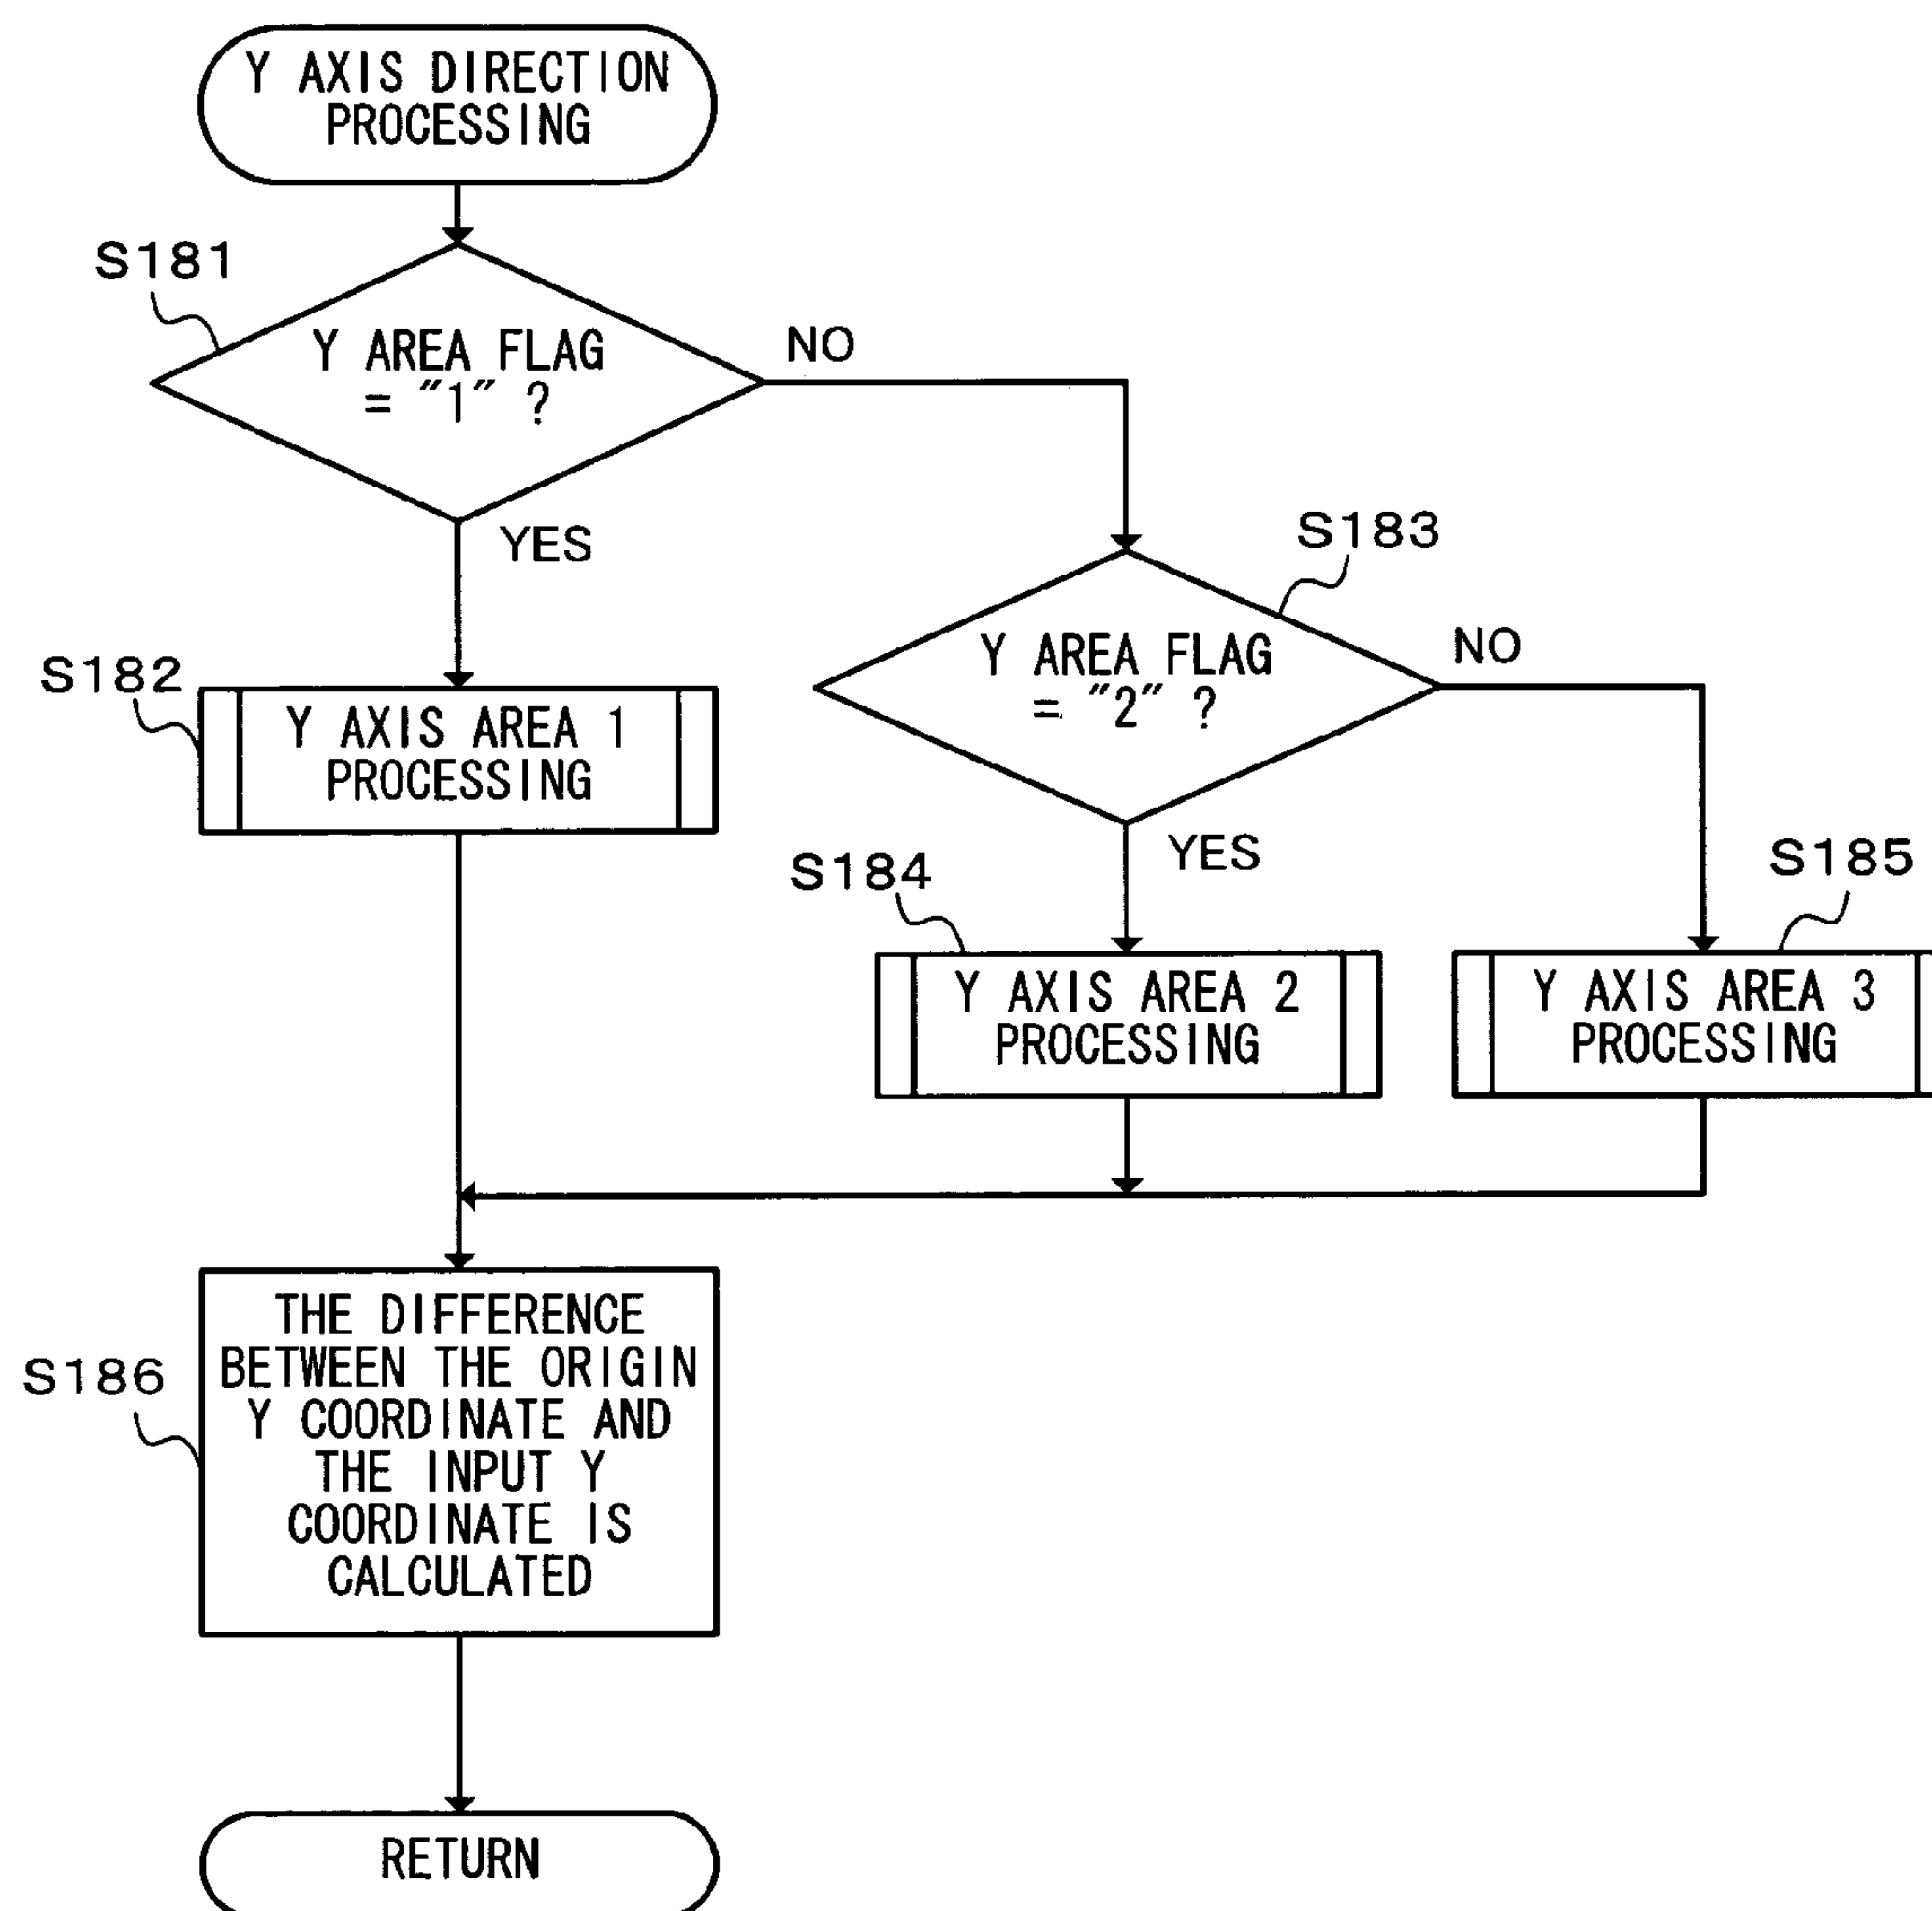 Y AXIS DIRECTION
PROCESSING
S181
Y AREA FLAG
= "1" ?
NO
YES
S183
Y AREA FLAG
= "2" ?
NO
YES
S182
Y AXIS AREA 1
PROCESSING
S184
Y AXIS AREA 2
PROCESSING
S185
Y AXIS AREA 3
PROCESSING
S186
THE DIFFERENCE
BETWEEN THE ORIGIN
Y COORDINATE AND
THE INPUT Y
COORDINATE IS
CALCULATED
RETURN